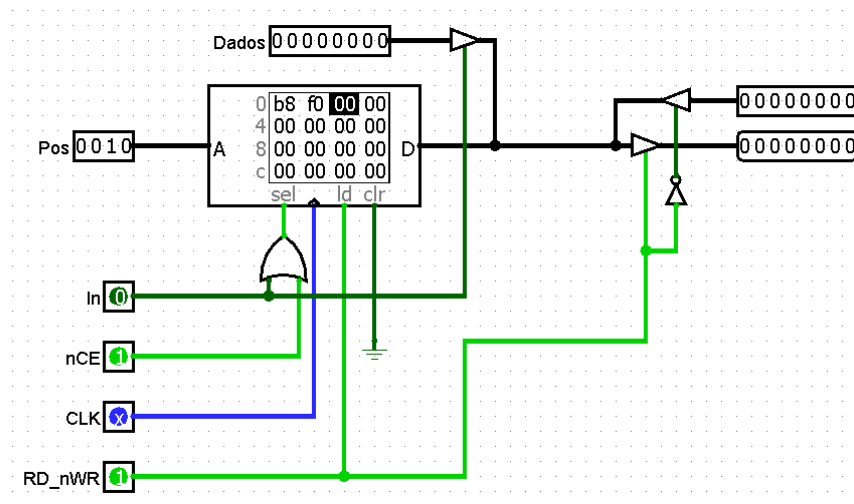 Dados 00000000
0 b8 f0 00 00
4 00 00 00 00
8 00 00 00 00
c 00 00 00 00
Pos 0010
A
D
sel ld clr
00000000
00000000
In 0
nCE 1
CLK x
RD_nWR 1